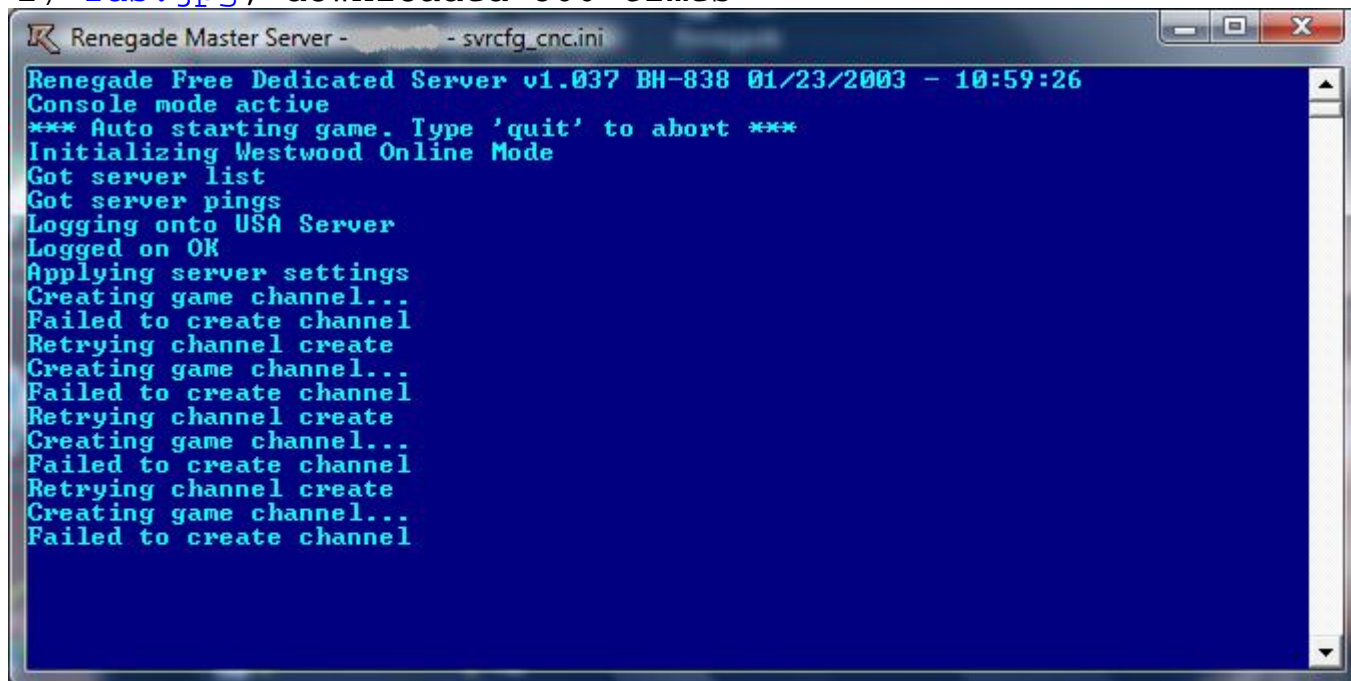 Renegade Master Server - - svrcfg_cnc.ini
Renegade Free Dedicated Server v1.037 BH-838 01/23/2003 - 10:59:26
Console mode active
*** Auto starting game. Type 'quit' to abort ***
Initializing Westwood Online Mode
Got server list
Got server pings
Logging onto USA Server
Logged on OK
Applying server settings
Creating game channel...
Failed to create channel
Retrying channel create
Creating game channel...
Failed to create channel
Retrying channel create
Creating game channel...
Failed to create channel
Retrying channel create
Creating game channel...
Failed to create channel